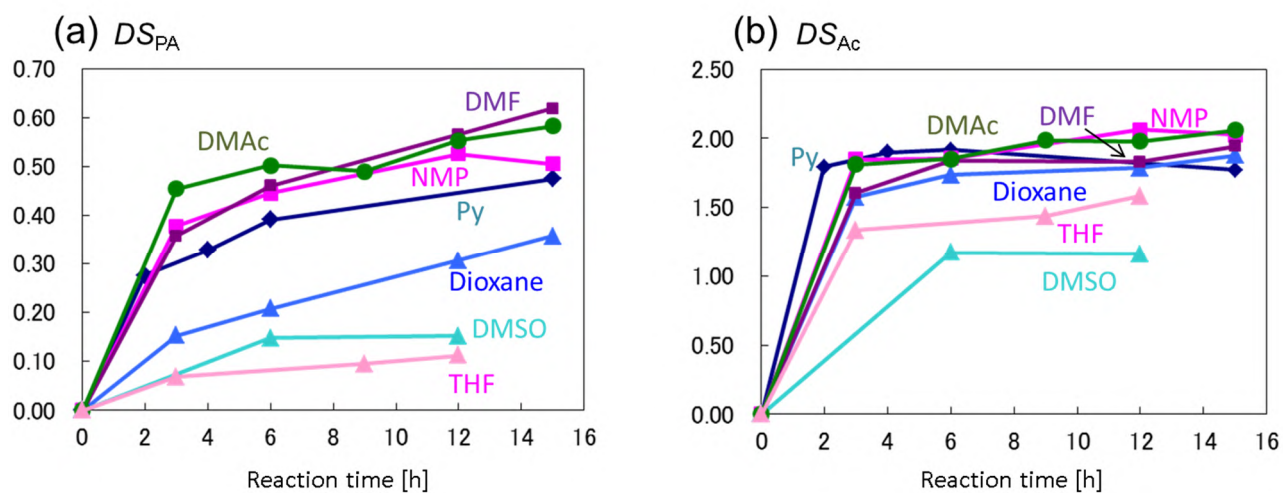 (a) DSPA
0.70
0.60
0.50
0.40
0.30
0.20
0.10
0.00
0 2 4 6 8 10 12 14 16
Reaction time [h]
DMF
DMAc
NMP
Py
Dioxane
DMSO
THF
(b) DSAc
2.50
2.00
1.50
1.00
0.50
0.00
0 2 4 6 8 10 12 14 16
Reaction time [h]
NMP
DMF
DMAc
Py
Dioxane
THF
DMSO